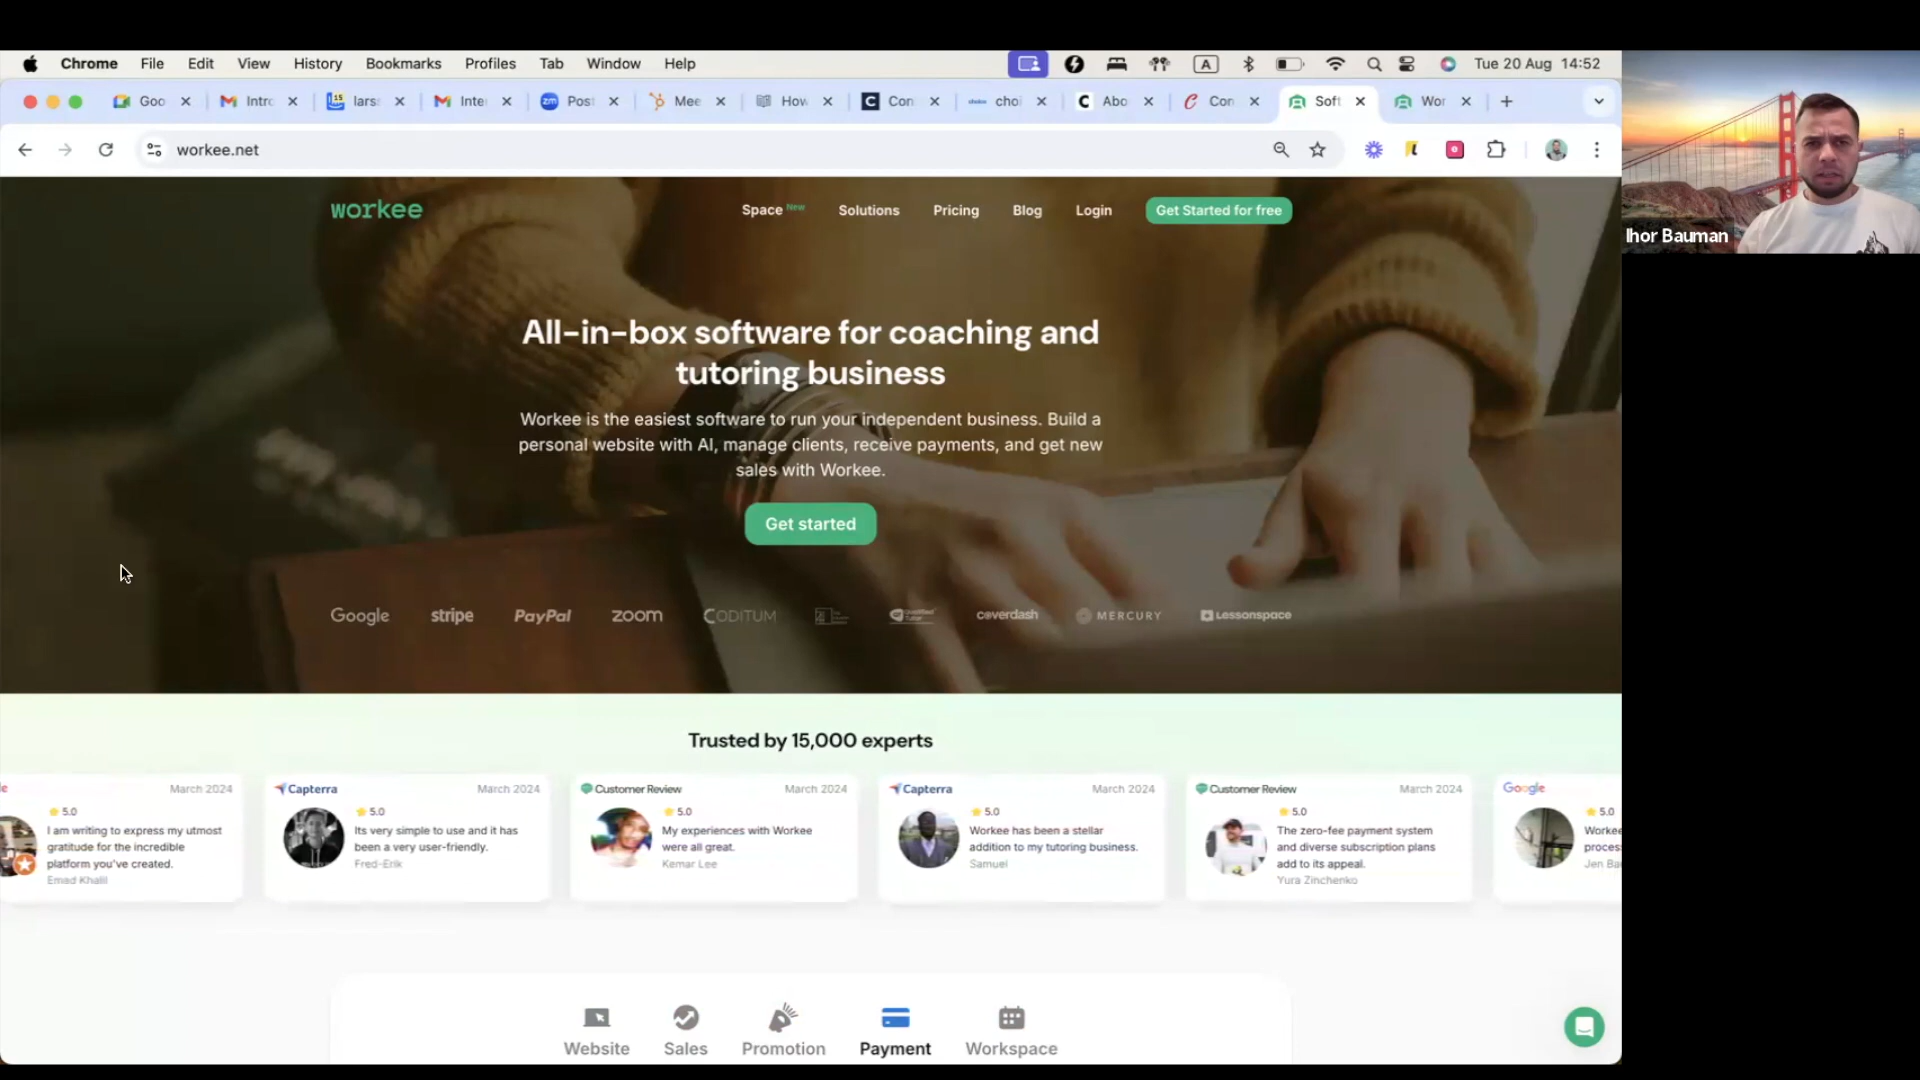 Chrome File Edit View History Bookmarks Profiles Tab Window Help A Tue 20 Aug 14:52
Goo Intro 15 lars zm Post Mee How C Con choice choi C Abo C Con Soft Wor
workee.net
workee Space New Solutions Pricing Blog Login Get Started for free
Ihor Bauman
All-in-box software for coaching and
tutoring business
Workee is the easiest software to run your independent business. Build a
personal website with AI, manage clients, receive payments, and get new
sales with Workee.
Get started
Google stripe PayPal zoom CODITUM coverdash MERCURY Lessonspace
Trusted by 15,000 experts
March 2024
5.0
I am writing to express my utmost
gratitude for the incredible
platform you've created.
Emad Khalil
Capterra March 2024
5.0
Its very simple to use and it has
been a very user-friendly.
Fred-Erik
Customer Review March 2024
5.0
My experiences with Workee
were all great.
Kemar Lee
Capterra March 2024
5.0
Workee has been a stellar
addition to my tutoring business.
Samuel
Customer Review March 2024
5.0
The zero-fee payment system
and diverse subscription plans
add to its appeal.
Yura Zinchenko
Google
5.0
Workee
proces
Jen Ba
Website Sales Promotion Payment Workspace